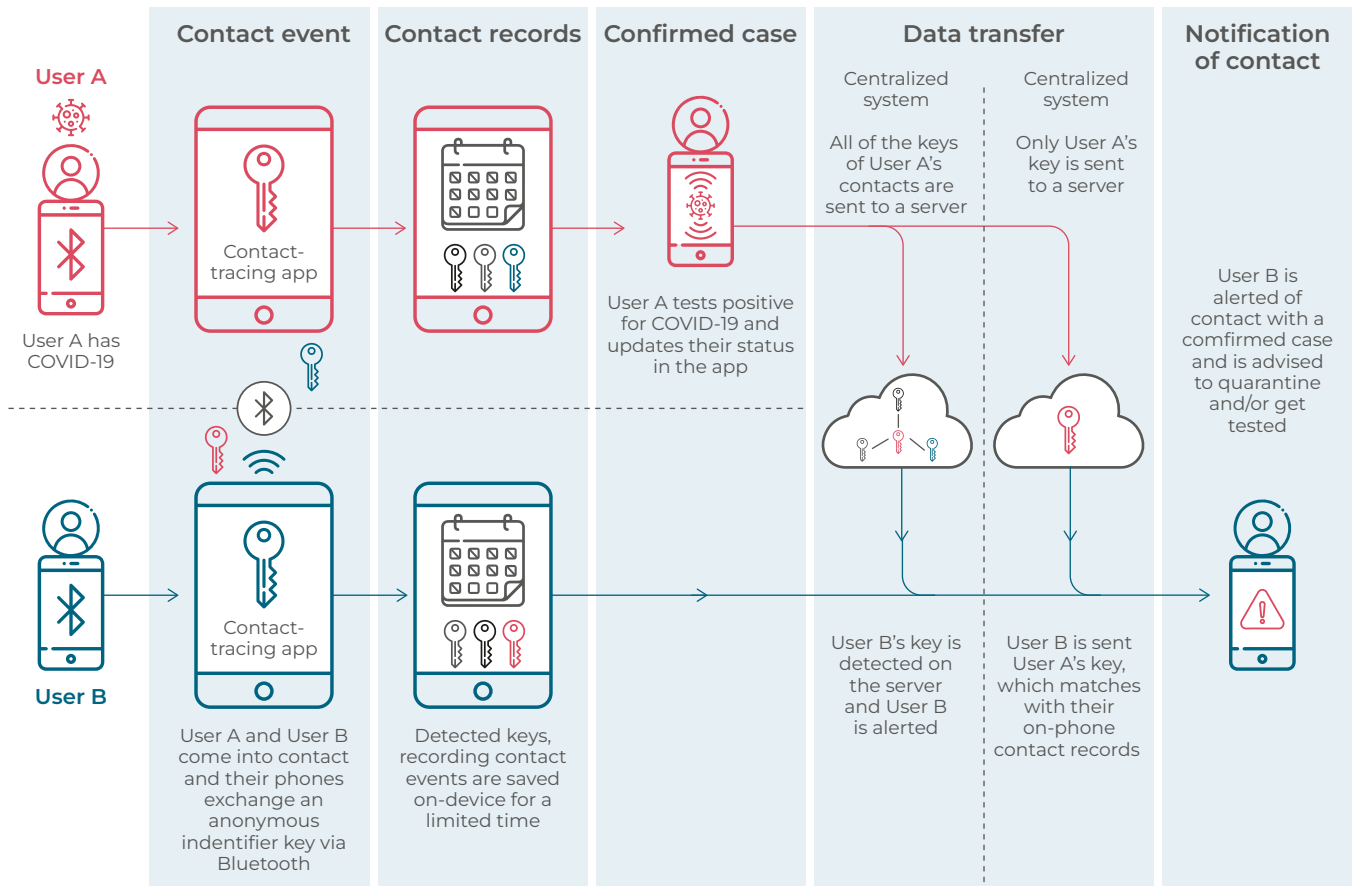 Contact event
Contact records
Confirmed case
Data transfer
Notification
of contact
User A
User A has
COVID-19
Contact-
tracing app
User A tests positive
for COVID-19 and
updates their status
in the app
Centralized
system
All of the keys
of User A's
contacts are
sent to a server
Centralized
system
Only User A's
key is sent
to a server
User B is
alerted of
contact with a
comfirmed case
and is advised
to quarantine
and/or get
tested
User B
Contact-
tracing app
User A and User B
come into contact
and their phones
exchange an
anonymous
indentifier key via
Bluetooth
Detected keys,
recording contact
events are saved
on-device for a
limited time
User B's key is
detected on
the server
and User B
is alerted
User B is sent
User A's key,
which matches
with their
on-phone
contact records